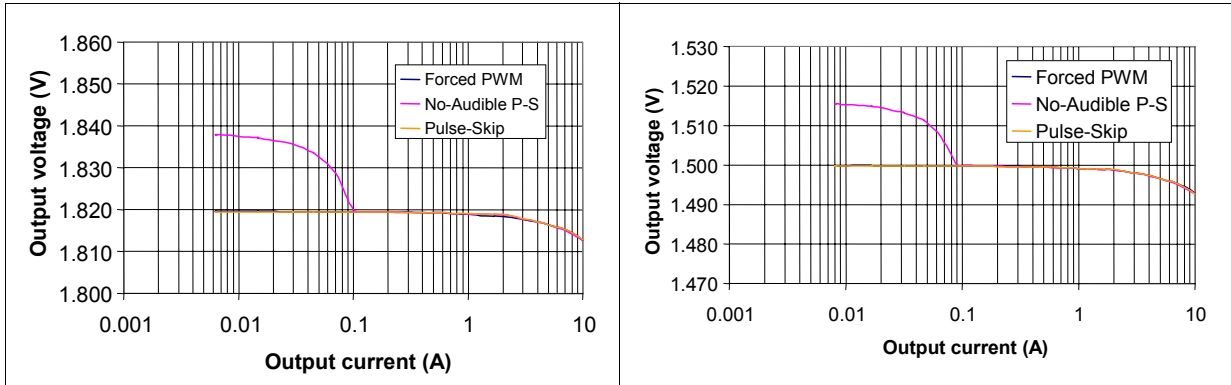 Output voltage (V)
1.860
1.850
1.840
1.830
1.820
1.810
1.800
Forced PWM
No-Audible P-S
Pulse-Skip
0.001 0.01 0.1 1 10
Output current (A)
Output voltage (V)
1.530
1.520
1.510
1.500
1.490
1.480
1.470
Forced PWM
No-Audible P-S
Pulse-Skip
0.001 0.01 0.1 1 10
Output current (A)